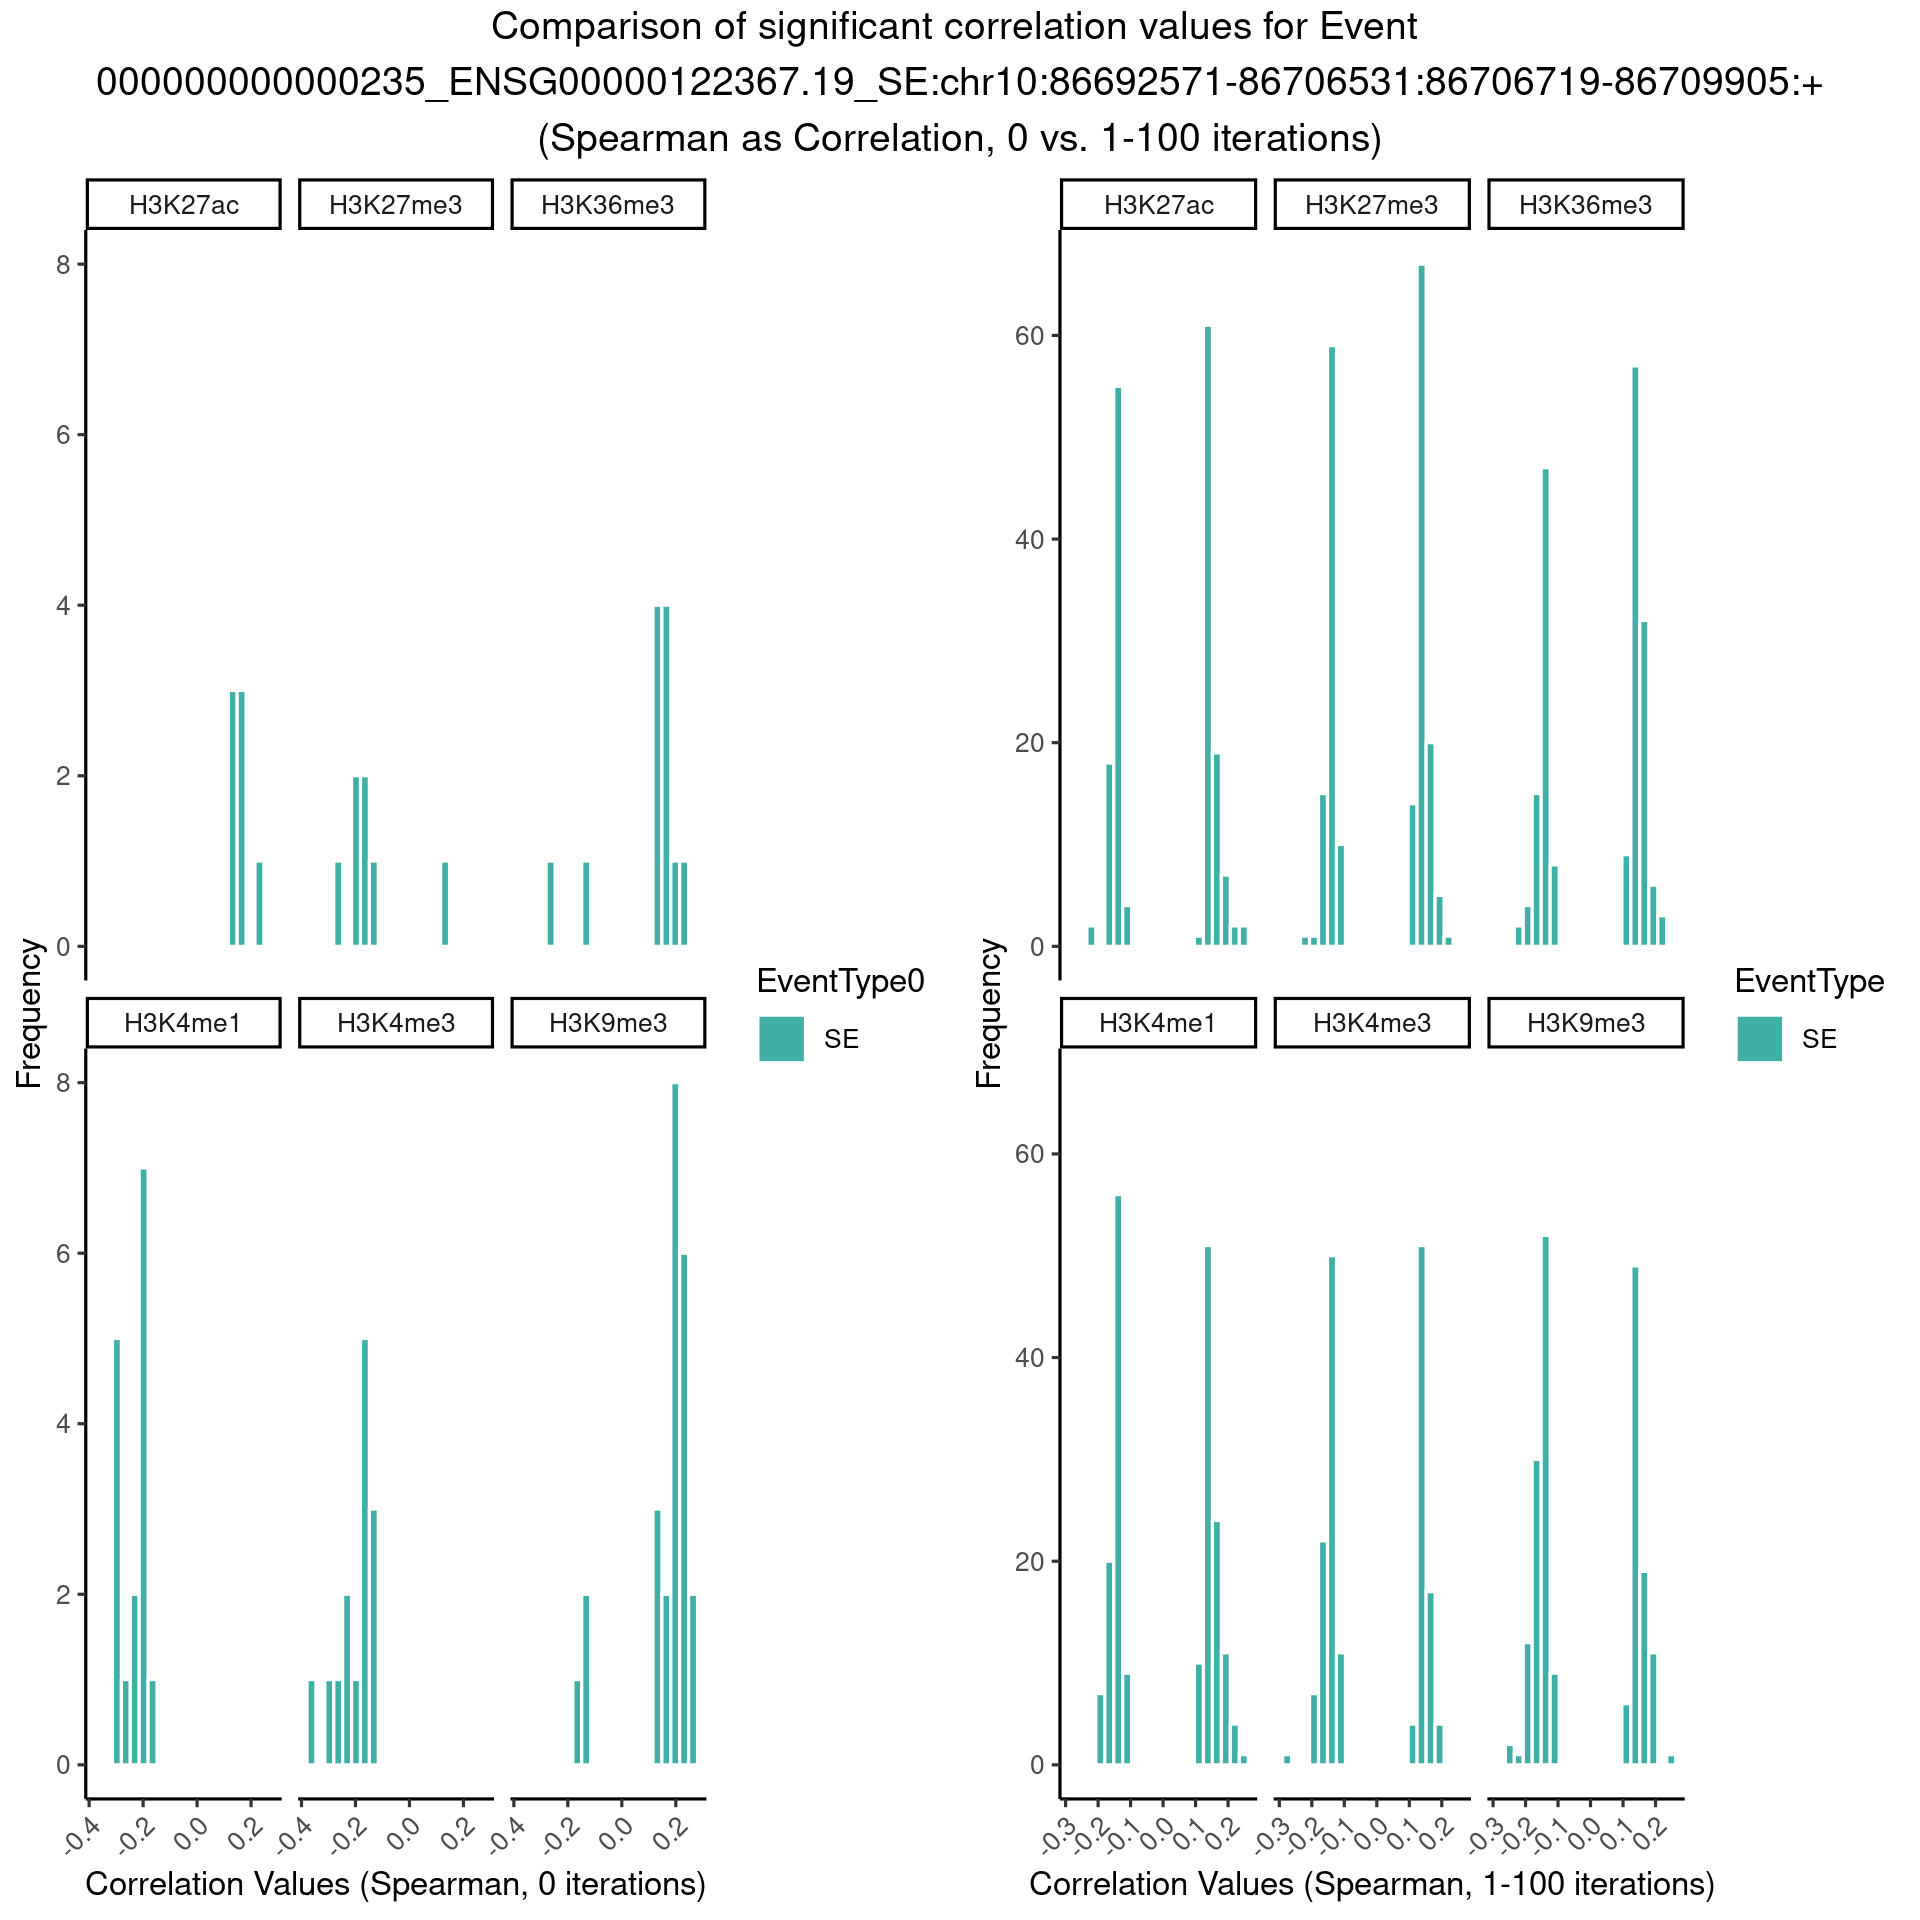 Comparison of significant correlation values for Event
000000000000235_ENSG00000122367.19_SE:chr10:86692571-86706531:86706719-86709905:+
(Spearman as Correlation, 0 vs. 1-100 iterations)
H3K27ac H3K27me3 H3K36me3
8
6
4
2
0
H3K4me1 H3K4me3 H3K9me3
8
6
4
2
0
-0.4 -0.2 0.0 0.2 -0.4 -0.2 0.0 0.2 -0.4 -0.2 0.0 0.2
Frequency
Correlation Values (Spearman, 0 iterations)
EventType0
SE
H3K27ac H3K27me3 H3K36me3
60
40
20
0
H3K4me1 H3K4me3 H3K9me3
60
40
20
0
-0.3 -0.2 -0.1 0.0 0.1 0.2 -0.3 -0.2 -0.1 0.0 0.1 0.2 -0.3 -0.2 -0.1 0.0 0.1 0.2
Frequency
Correlation Values (Spearman, 1-100 iterations)
EventType
SE